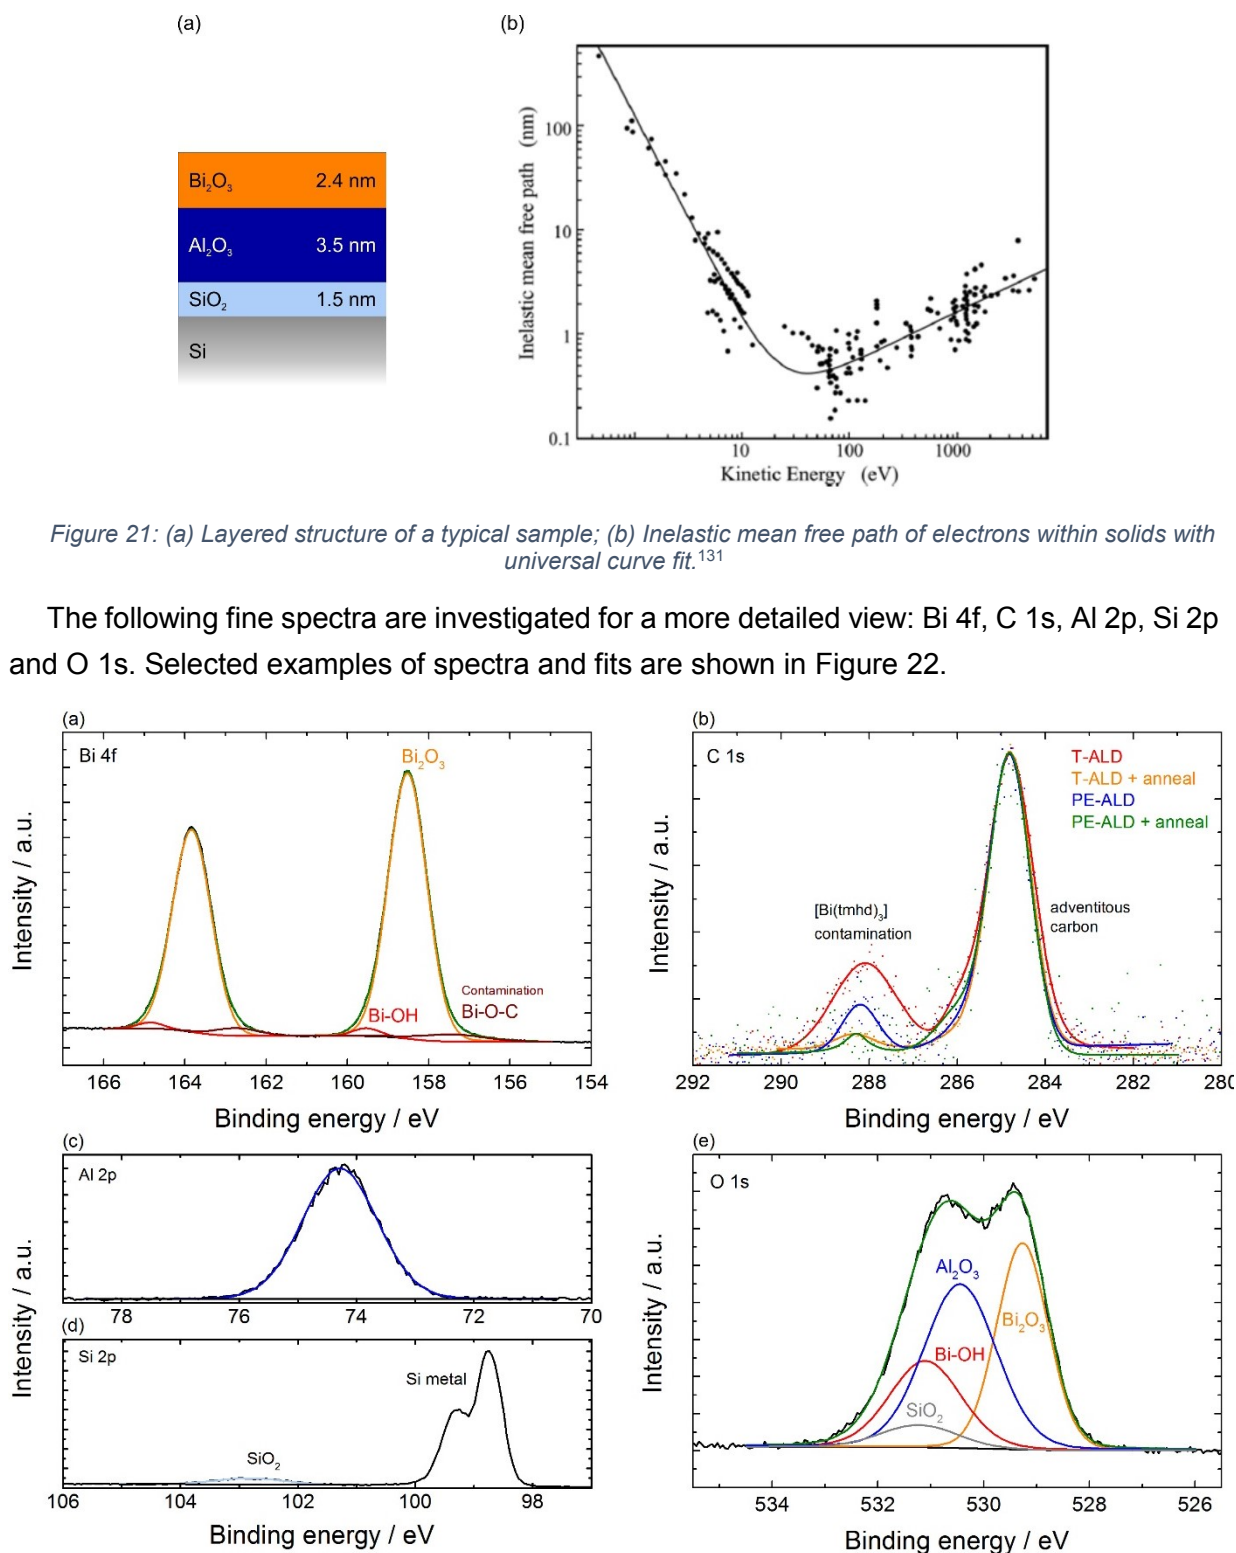 (a)
(b)
Bi₂O₃ 2.4 nm
Al₂O₃ 3.5 nm
SiO₂ 1.5 nm
Si
Inelastic mean free path (nm)
100
10
1
0.1
10 100 1000
Kinetic Energy (eV)
Figure 21: (a) Layered structure of a typical sample; (b) Inelastic mean free path of electrons within solids with
universal curve fit.¹³¹
The following fine spectra are investigated for a more detailed view: Bi 4f, C 1s, Al 2p, Si 2p
and O 1s. Selected examples of spectra and fits are shown in Figure 22.
(a)
Bi 4f
Bi₂O₃
Contamination
Bi-OH
Bi-O-C
Intensity / a.u.
166 164 162 160 158 156 154
Binding energy / eV
(b)
C 1s
T-ALD
T-ALD + anneal
PE-ALD
PE-ALD + anneal
[Bi(tmhd)₃]
contamination
adventitous
carbon
Intensity / a.u.
292 290 288 286 284 282 280
Binding energy / eV
(c)
Al 2p
78 76 74 72 70
(d)
Si 2p
Si metal
SiO₂
Intensity / a.u.
106 104 102 100 98
Binding energy / eV
(e)
O 1s
Al₂O₃
Bi₂O₃
Bi-OH
SiO₂
Intensity / a.u.
534 532 530 528 526
Binding energy / eV